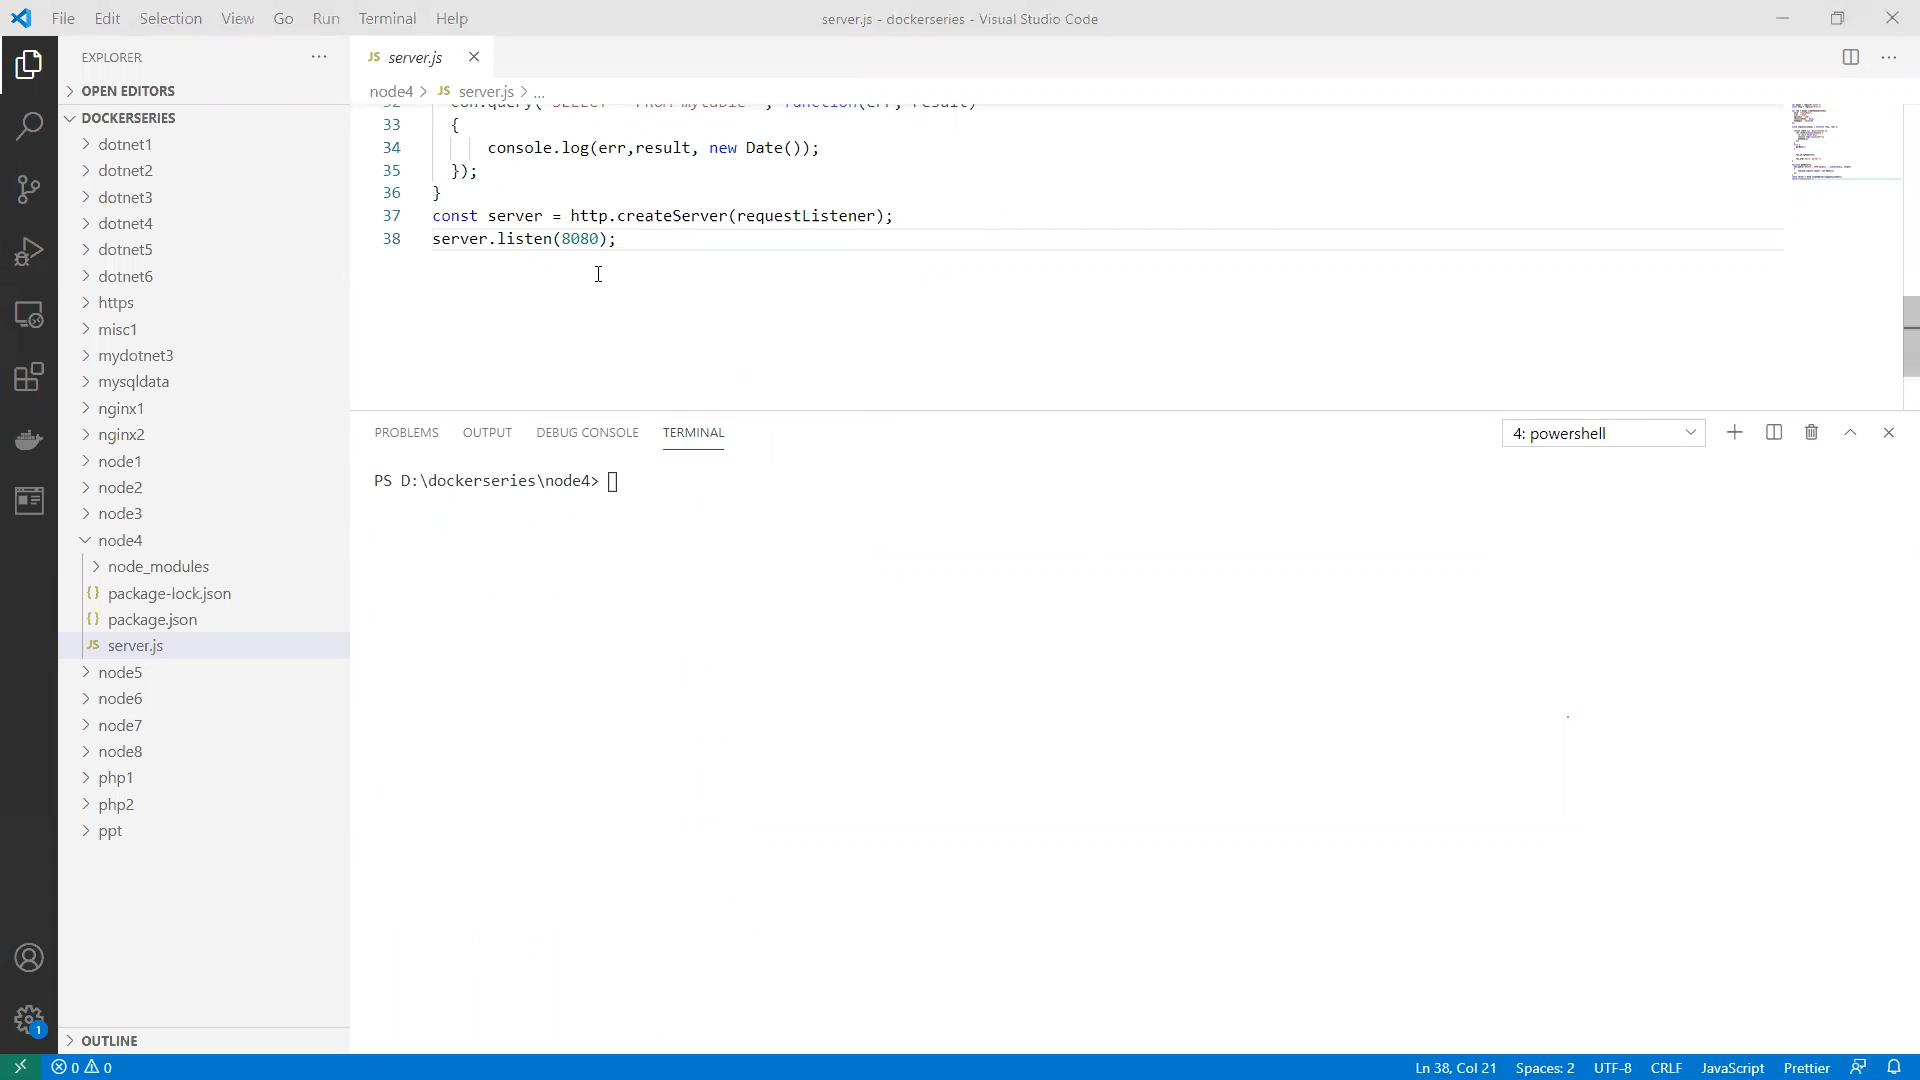 File Edit Selection View Go Run Terminal Help
server.js - dockerseries - Visual Studio Code
EXPLORER
OPEN EDITORS
DOCKERSERIES
dotnet1
dotnet2
dotnet3
dotnet4
dotnet5
dotnet6
https
misc1
mydotnet3
mysqldata
nginx1
nginx2
node1
node2
node3
node4
node_modules
{} package-lock.json
{} package.json
JS server.js
node5
node6
node7
node8
php1
php2
ppt
OUTLINE
JS server.js
node4 > JS server.js > ...
33 {
34 console.log(err,result, new Date());
35 });
36 }
37 const server = http.createServer(requestListener);
38 server.listen(8080);
PROBLEMS OUTPUT DEBUG CONSOLE TERMINAL
4: powershell
PS D:\dockerseries\node4>
1
0 0
Ln 38, Col 21 Spaces: 2 UTF-8 CRLF JavaScript Prettier